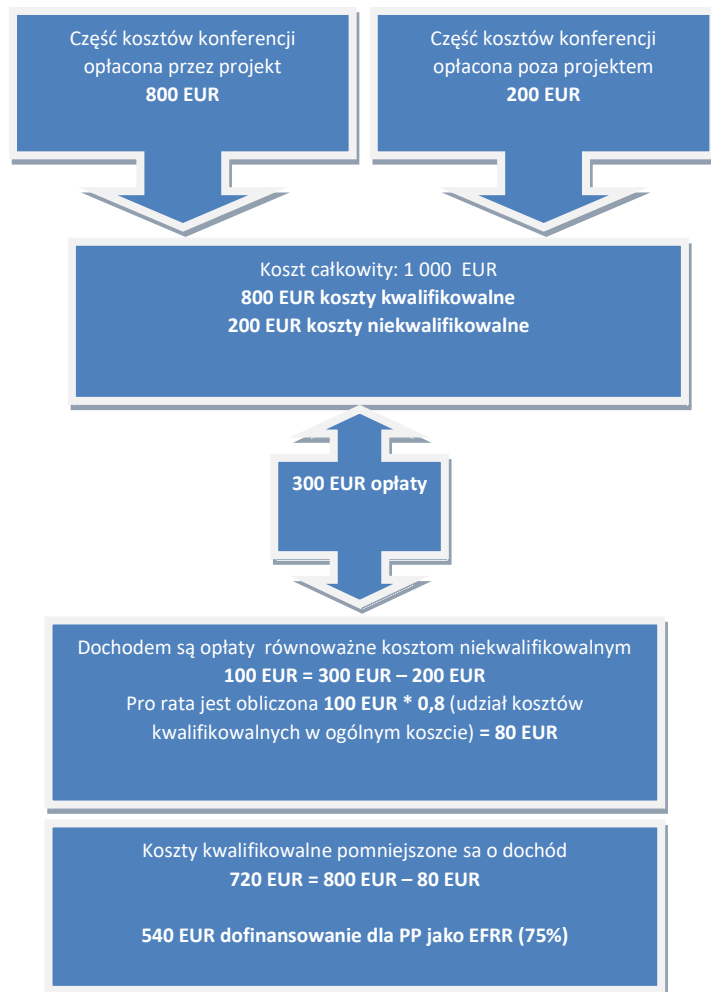 Część kosztów konferencji
opłacona przez projekt
800 EUR
Część kosztów konferencji
opłacona poza projektem
200 EUR
Koszt całkowity: 1 000 EUR
800 EUR koszty kwalifikowalne
200 EUR koszty niekwalifikowalne
300 EUR opłaty
Dochodem są opłaty równoważne kosztom niekwalifikowalnym
100 EUR = 300 EUR – 200 EUR
Pro rata jest obliczona 100 EUR * 0,8 (udział kosztów
kwalifikowalnych w ogólnym koszcie) = 80 EUR
Koszty kwalifikowalne pomniejszone sa o dochód
720 EUR = 800 EUR – 80 EUR
540 EUR dofinansowanie dla PP jako EFRR (75%)